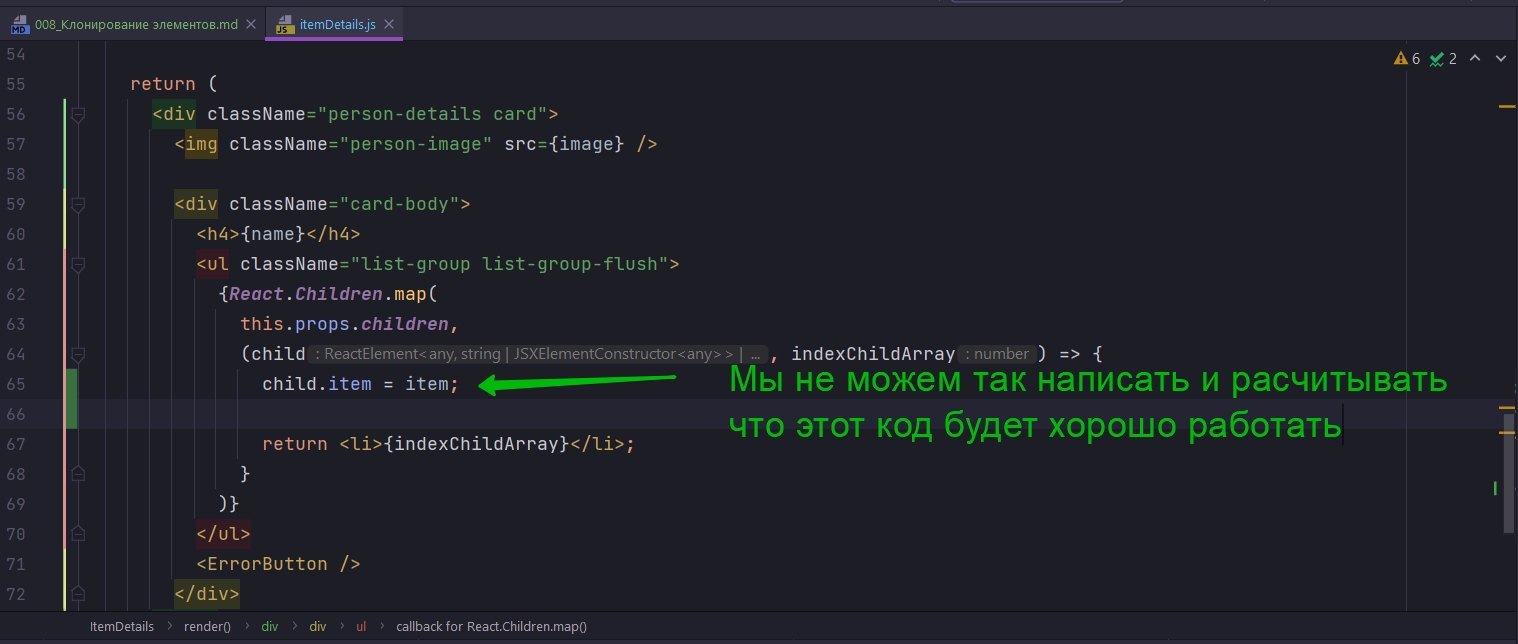 008_Клонирование элементов.md
itemDetails.js
6 2
54
55 return (
56 <div className="person-details card">
57 <img className="person-image" src={image} />
58
59 <div className="card-body">
60 <h4>{name}</h4>
61 <ul className="list-group list-group-flush">
62 {React.Children.map(
63 this.props.children,
64 (child : ReactElement<any, string | JSXElementConstructor<any>> | ... , indexChildArray : number ) => {
65 child.item = item;
Мы не можем так написать и расчитывать
66
что этот код будет хорошо работать
67 return <li>{indexChildArray}</li>;
68 }
69 )}
70 </ul>
71 <ErrorButton />
72 </div>
ItemDetails > render() > div > div > ul > callback for React.Children.map()